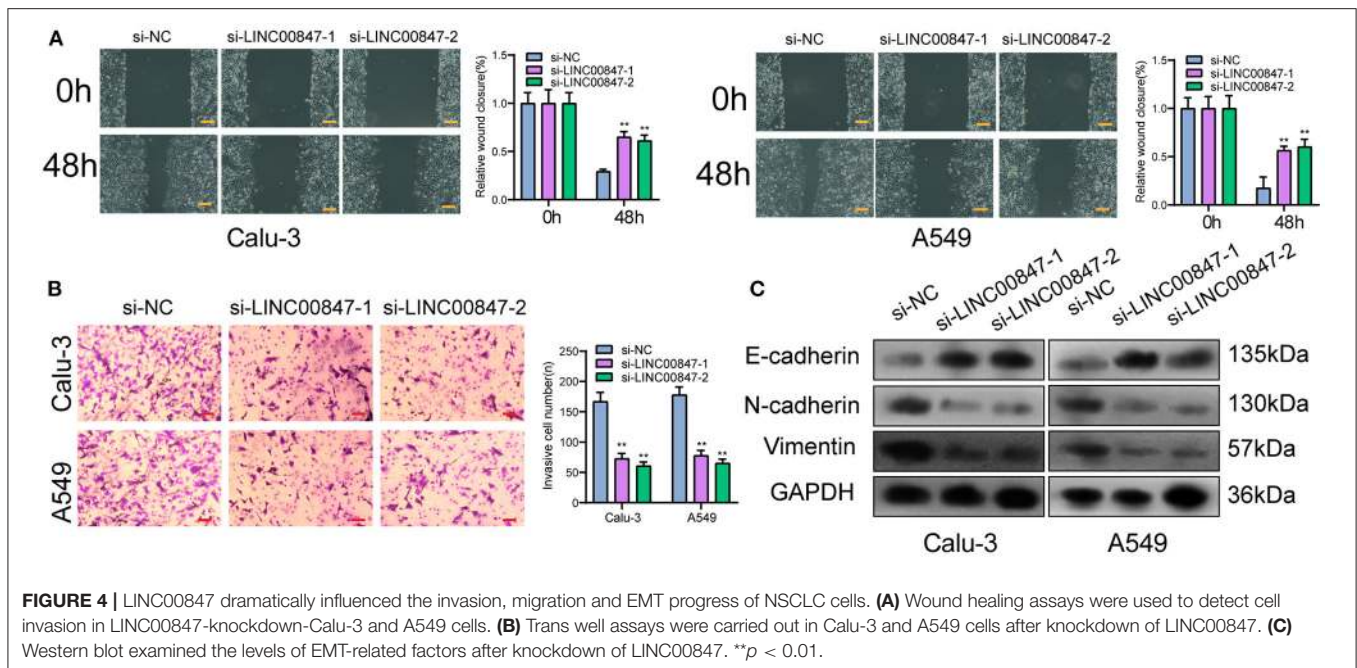 A
si-NC si-LINC00847-1 si-LINC00847-2
0h
48h
Calu-3
Relative wound closure(%)
1.5
1.0
0.5
0.0
si-NC
si-LINC00847-1
si-LINC00847-2
** **
0h 48h
si-NC si-LINC00847-1 si-LINC00847-2
0h
48h
A549
Relative wound closure(%)
1.5
1.0
0.5
0.0
si-NC
si-LINC00847-1
si-LINC00847-2
** **
0h 48h
B
si-NC si-LINC00847-1 si-LINC00847-2
Calu-3
A549
Invasive cell number(n)
250
200
150
100
50
0
si-NC
si-LINC00847-1
si-LINC00847-2
** ** ** **
Calu-3 A549
C
si-NC si-LINC00847-1 si-LINC00847-2 si-NC si-LINC00847-1 si-LINC00847-2
E-cadherin 135kDa
N-cadherin 130kDa
Vimentin 57kDa
GAPDH 36kDa
Calu-3 A549
FIGURE 4 | LINC00847 dramatically influenced the invasion, migration and EMT progress of NSCLC cells. (A) Wound healing assays were used to detect cell
invasion in LINC00847-knockdown-Calu-3 and A549 cells. (B) Trans well assays were carried out in Calu-3 and A549 cells after knockdown of LINC00847. (C)
Western blot examined the levels of EMT-related factors after knockdown of LINC00847. **p < 0.01.